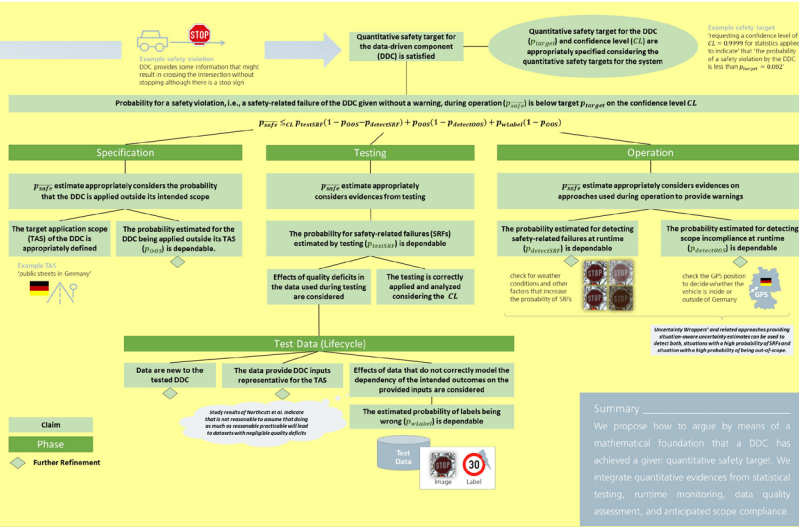 STOP
Example safety violation
DDC provides some information that might
result in crossing the intersection without
stopping although there is a stop sign
Quantitative safety target for
the data-driven component
(DDC) is satisfied
Quantitative safety target for the DDC
(p_target) and confidence level (CL) are
appropriately specified considering the
quantitative safety targets for the system
Example safety target
'requesting a confidence level of
CL = 0.9999 for statistics applied
to indicate' that 'the probability
of a safety violation by the DDC
is less than p_target = 0.002'
Probability for a safety violation, i.e., a safety-related failure of the DDC given without a warning, during operation (p_safe) is below target p_target on the confidence level CL
p_safe ≤CL p_testSRF(1 − p_OOS−p_detectSRF) + p_OOS(1 − p_detectOOS) + p_wLabel(1 − p_OOS)
Specification
Testing
Operation
p_safe estimate appropriately considers the probability
that the DDC is applied outside its intended scope
p_safe estimate appropriately
considers evidences from testing
p_safe estimate appropriately considers evidences on
approaches used during operation to provide warnings
The target application scope
(TAS) of the DDC is
appropriately defined
The probability estimated for the
DDC being applied outside its TAS
(p_OOS) is dependable.
The probability for safety-related failures (SRFs)
estimated by testing (p_testSRF) is dependable
The probability estimated for detecting
safety-related failures at runtime
(p_detectSRF) is dependable
The probability estimated for detecting
scope incompliance at runtime
(p_detectOOS) is dependable
Example TAS
'public streets in Germany'
Effects of quality deficits in
the data used during testing
are considered
The testing is correctly
applied and analyzed
considering the CL
check for weather
conditions and other
factors that increase
the probability of SRFs
STOP STOP
STOP STOP
check the GPS position
to decide whether the
vehicle is inside or
outside of Germany
GPS
Uncertainty Wrappers' and related approaches providing
situation-aware uncertainty estimates can be used to
detect both, situations with a high probability of SRFs and
situation with a high probability of being out-of-scope.
Test Data (Lifecycle)
Data are new to the
tested DDC
The data provide DDC inputs
representative for the TAS
Effects of data that do not correctly model the
dependency of the intended outcomes on the
provided inputs are considered
Study results of Northcutt et al. indicate
that is not reasonable to assume that doing
as much as reasonable practicable will lead
to datasets with negligible quality deficits
The estimated probability of labels being
wrong (p_wLabel) is dependable
Test
Data
STOP
30
Image
Label
Claim
Phase
Further Refinement
Summary
We propose how to argue by means of a
mathematical foundation that a DDC has
achieved a given quantitative safety target. We
integrate quantitative evidences from statistical
testing, runtime monitoring, data quality
assessment, and anticipated scope compliance.